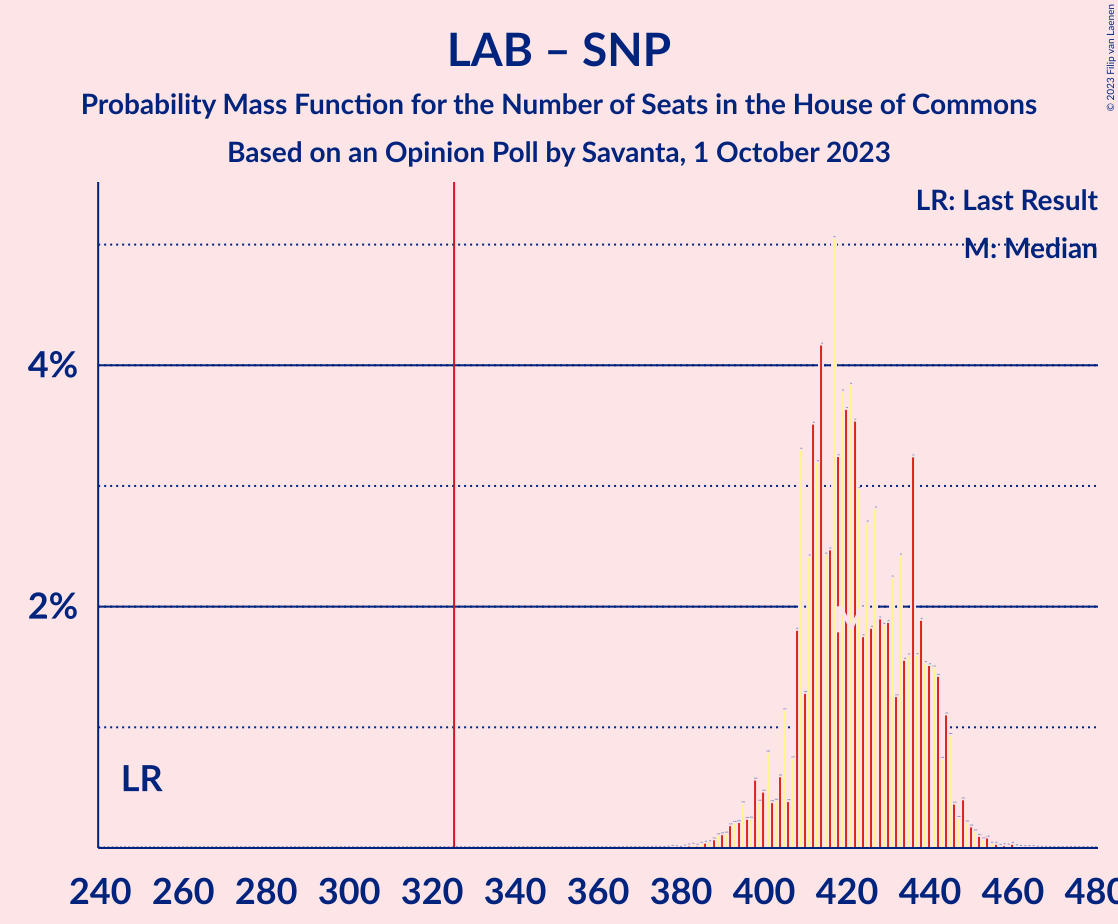 LAB – SNP
Probability Mass Function for the Number of Seats in the House of Commons
Based on an Opinion Poll by Savanta, 1 October 2023
© 2023 Filip van Laenen
LR: Last Result
M: Median
4%
2%
M
LR
240 260 280 300 320 340 360 380 400 420 440 460 480